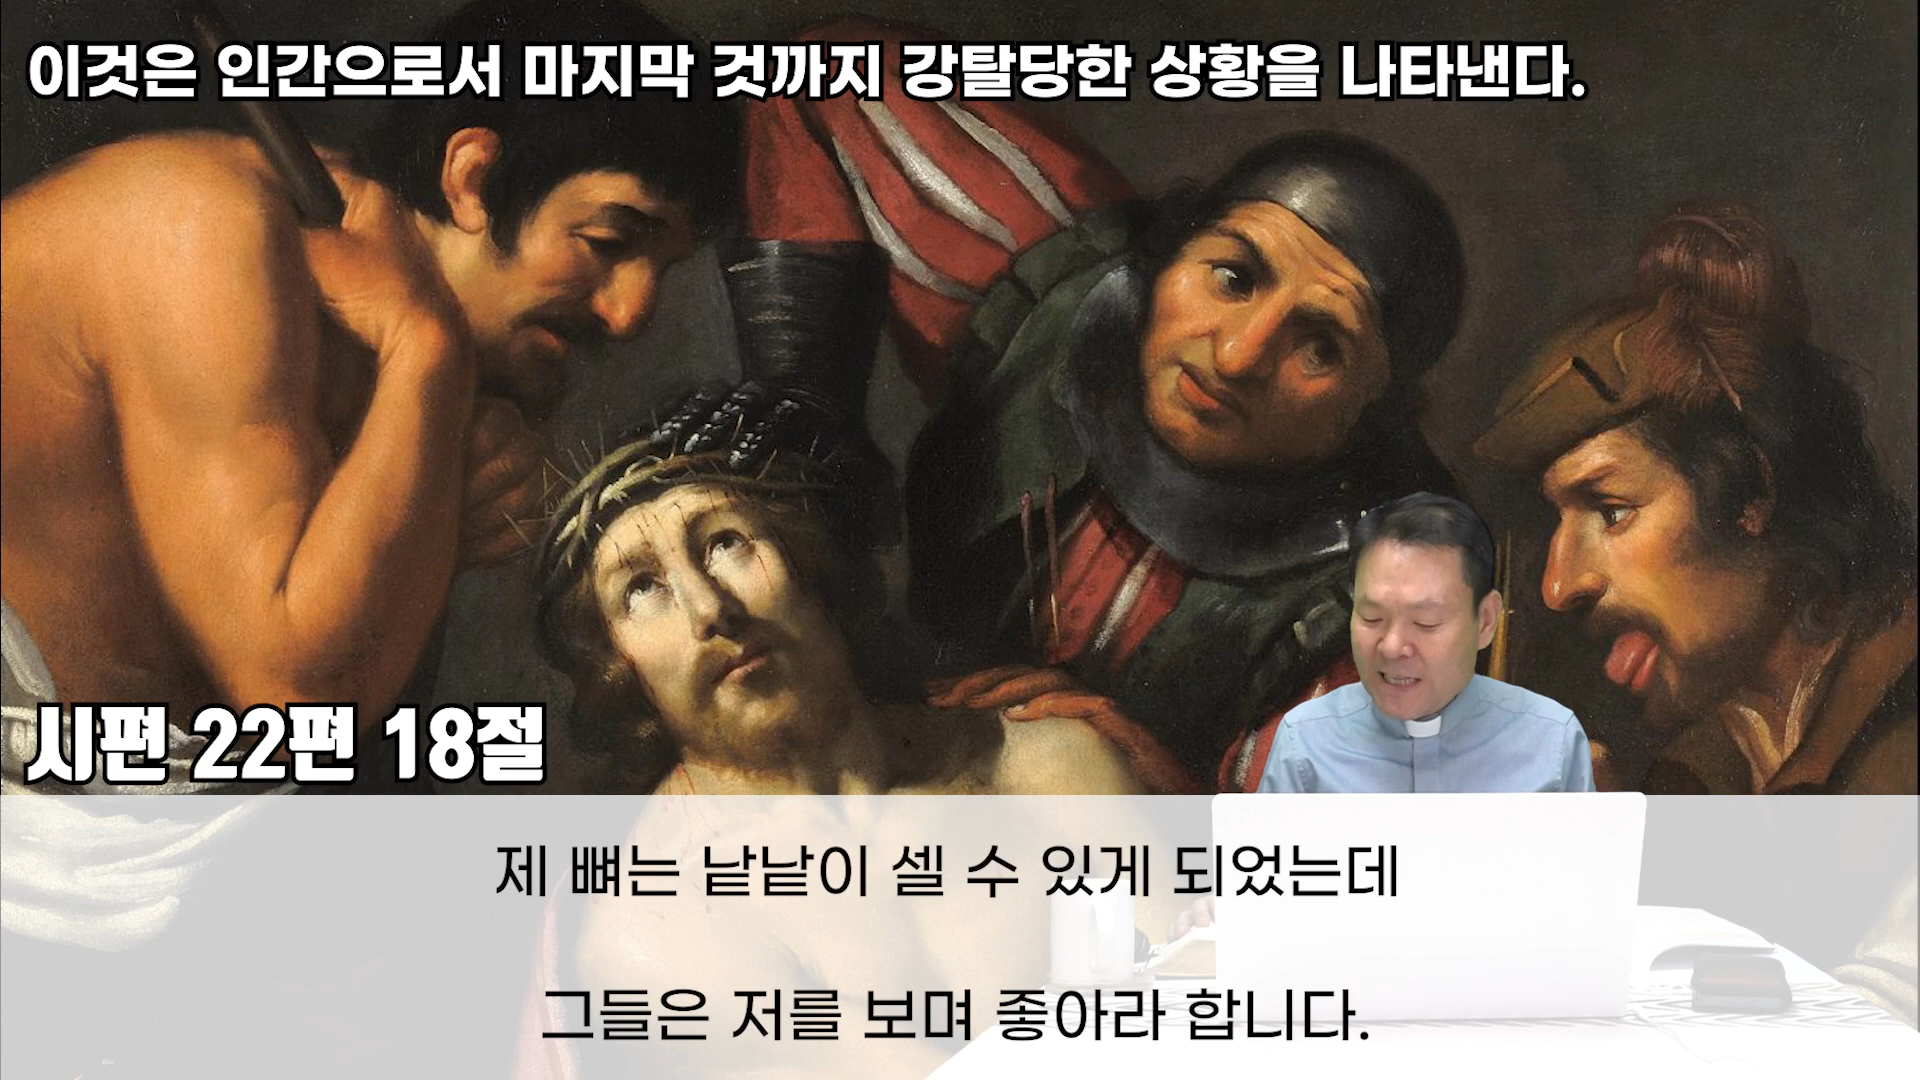 이것은 인간으로서 마지막 것까지 강탈당한 상황을 나타낸다.
시편 22편 18절
제 뼈는 낱낱이 셀 수 있게 되었는데
그들은 저를 보며 좋아라 합니다.